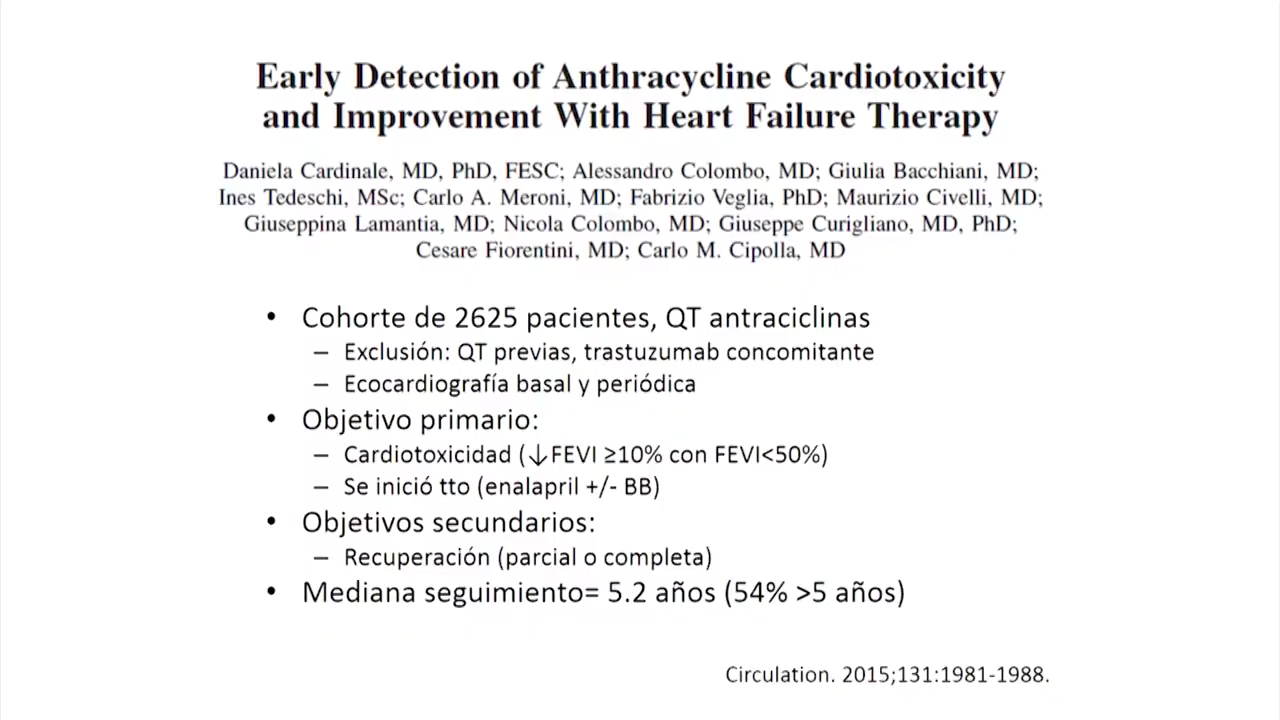 Early Detection of Anthracycline Cardiotoxicity
and Improvement With Heart Failure Therapy
Daniela Cardinale, MD, PhD, FESC; Alessandro Colombo, MD; Giulia Bacchiani, MD;
Ines Tedeschi, MSc; Carlo A. Meroni, MD; Fabrizio Veglia, PhD; Maurizio Civelli, MD;
Giuseppina Lamantia, MD; Nicola Colombo, MD; Giuseppe Curigliano, MD, PhD;
Cesare Fiorentini, MD; Carlo M. Cipolla, MD
• Cohorte de 2625 pacientes, QT antraciclinas
– Exclusión: QT previas, trastuzumab concomitante
– Ecocardiografía basal y periódica
• Objetivo primario:
– Cardiotoxicidad (↓FEVI ≥10% con FEVI<50%)
– Se inició tto (enalapril +/- BB)
• Objetivos secundarios:
– Recuperación (parcial o completa)
• Mediana seguimiento= 5.2 años (54% >5 años)
Circulation. 2015;131:1981-1988.